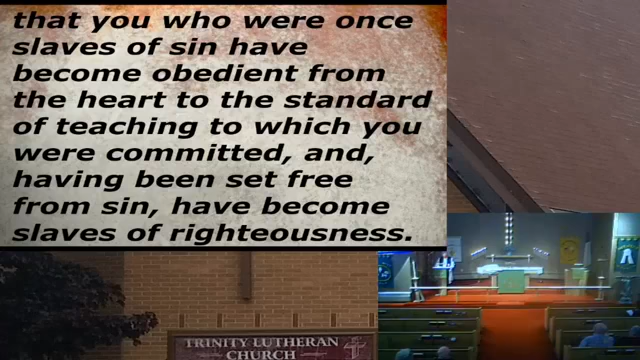 that you who were once
slaves of sin have
become obedient from
the heart to the standard
of teaching to which you
were committed, and,
having been set free
from sin, have become
slaves of righteousness.
TRINITY LUTHERAN
CHURCH